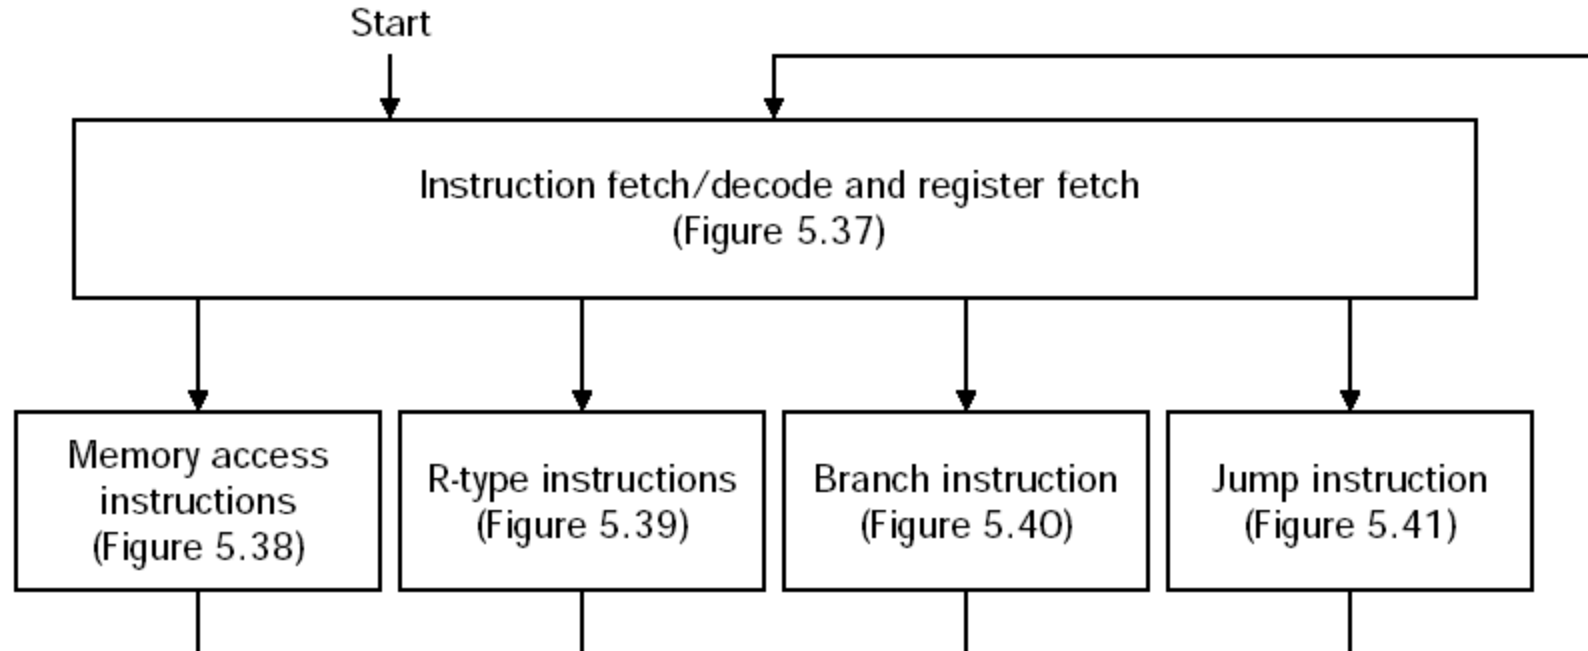 Start
Instruction fetch/decode and register fetch
(Figure 5.37)
Memory access
instructions
(Figure 5.38)
R-type instructions
(Figure 5.39)
Branch instruction
(Figure 5.40)
Jump instruction
(Figure 5.41)